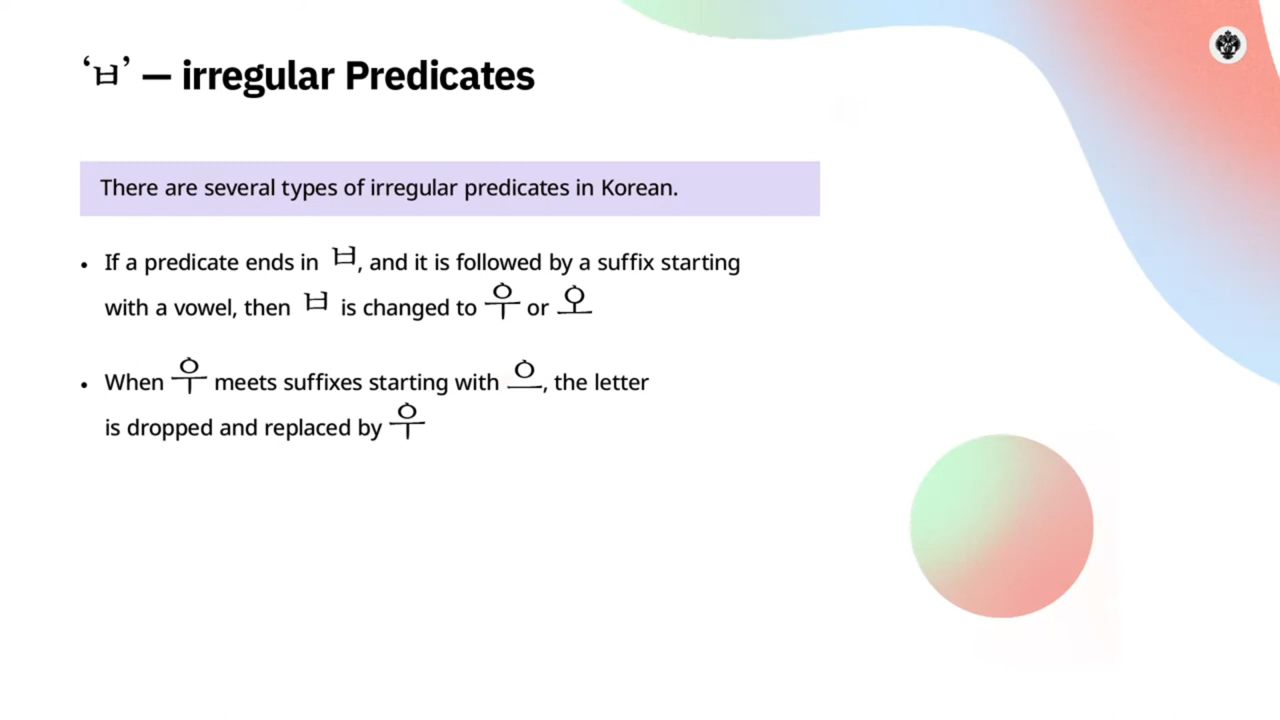 ‘ㅂ’ — irregular Predicates
There are several types of irregular predicates in Korean.
• If a predicate ends in ㅂ, and it is followed by a suffix starting
with a vowel, then ㅂ is changed to 우 or 오
• When 우 meets suffixes starting with 으, the letter
is dropped and replaced by 우